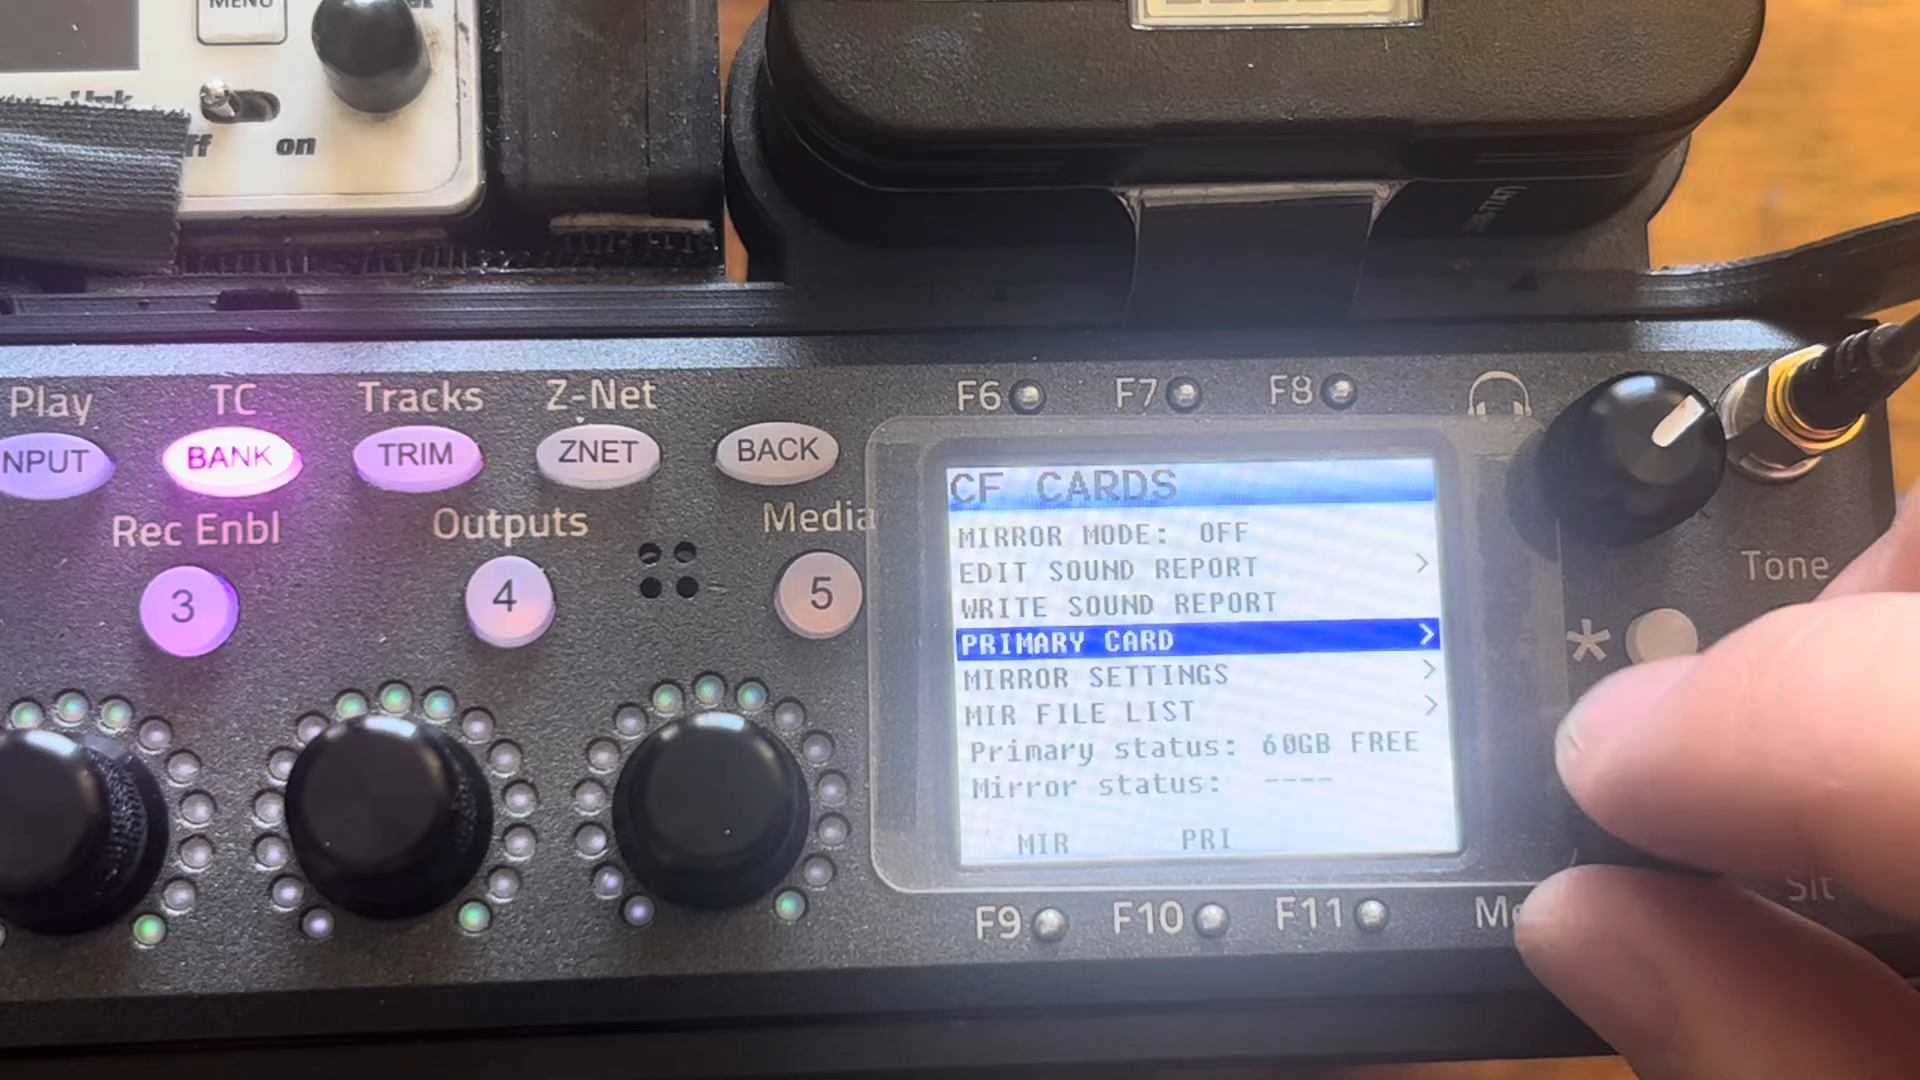 MENU
on
Play
TC
Tracks
Z-Net
BANK
TRIM
ZNET
BACK
Rec Enbl
Outputs
Media
3
4
5
F6
F7
F8
CF CARDS
MIRROR MODE: OFF
EDIT SOUND REPORT >
WRITE SOUND REPORT
PRIMARY CARD >
MIRROR SETTINGS >
MIR FILE LIST >
Primary status: 60GB FREE
Mirror status: ----
MIR PRI
F9
F10
F11
Tone
*